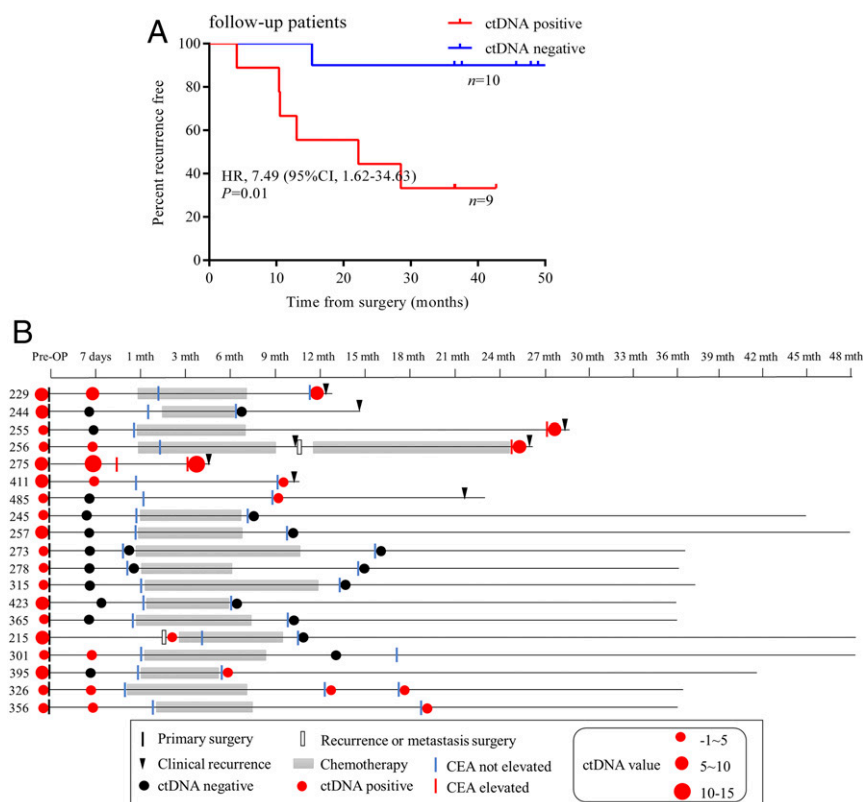 A
follow-up patients
ctDNA positive
ctDNA negative
100
80
60
40
20
0
Percent recurrence free
n=10
HR, 7.49 (95%CI, 1.62-34.63)
P=0.01
n=9
0 10 20 30 40 50
Time from surgery (months)
B
Pre-OP 7 days 1 mth 3 mth 6 mth 9 mth 12 mth 15 mth 18 mth 21 mth 24 mth 27 mth 30 mth 33 mth 36 mth 39 mth 42 mth 45 mth 48 mth
229
244
255
256
275
411
485
245
257
273
278
315
423
365
215
301
395
326
356
Primary surgery Recurrence or metastasis surgery
Clinical recurrence Chemotherapy CEA not elevated
ctDNA negative ctDNA positive CEA elevated
ctDNA value
-1~5
5~10
10-15